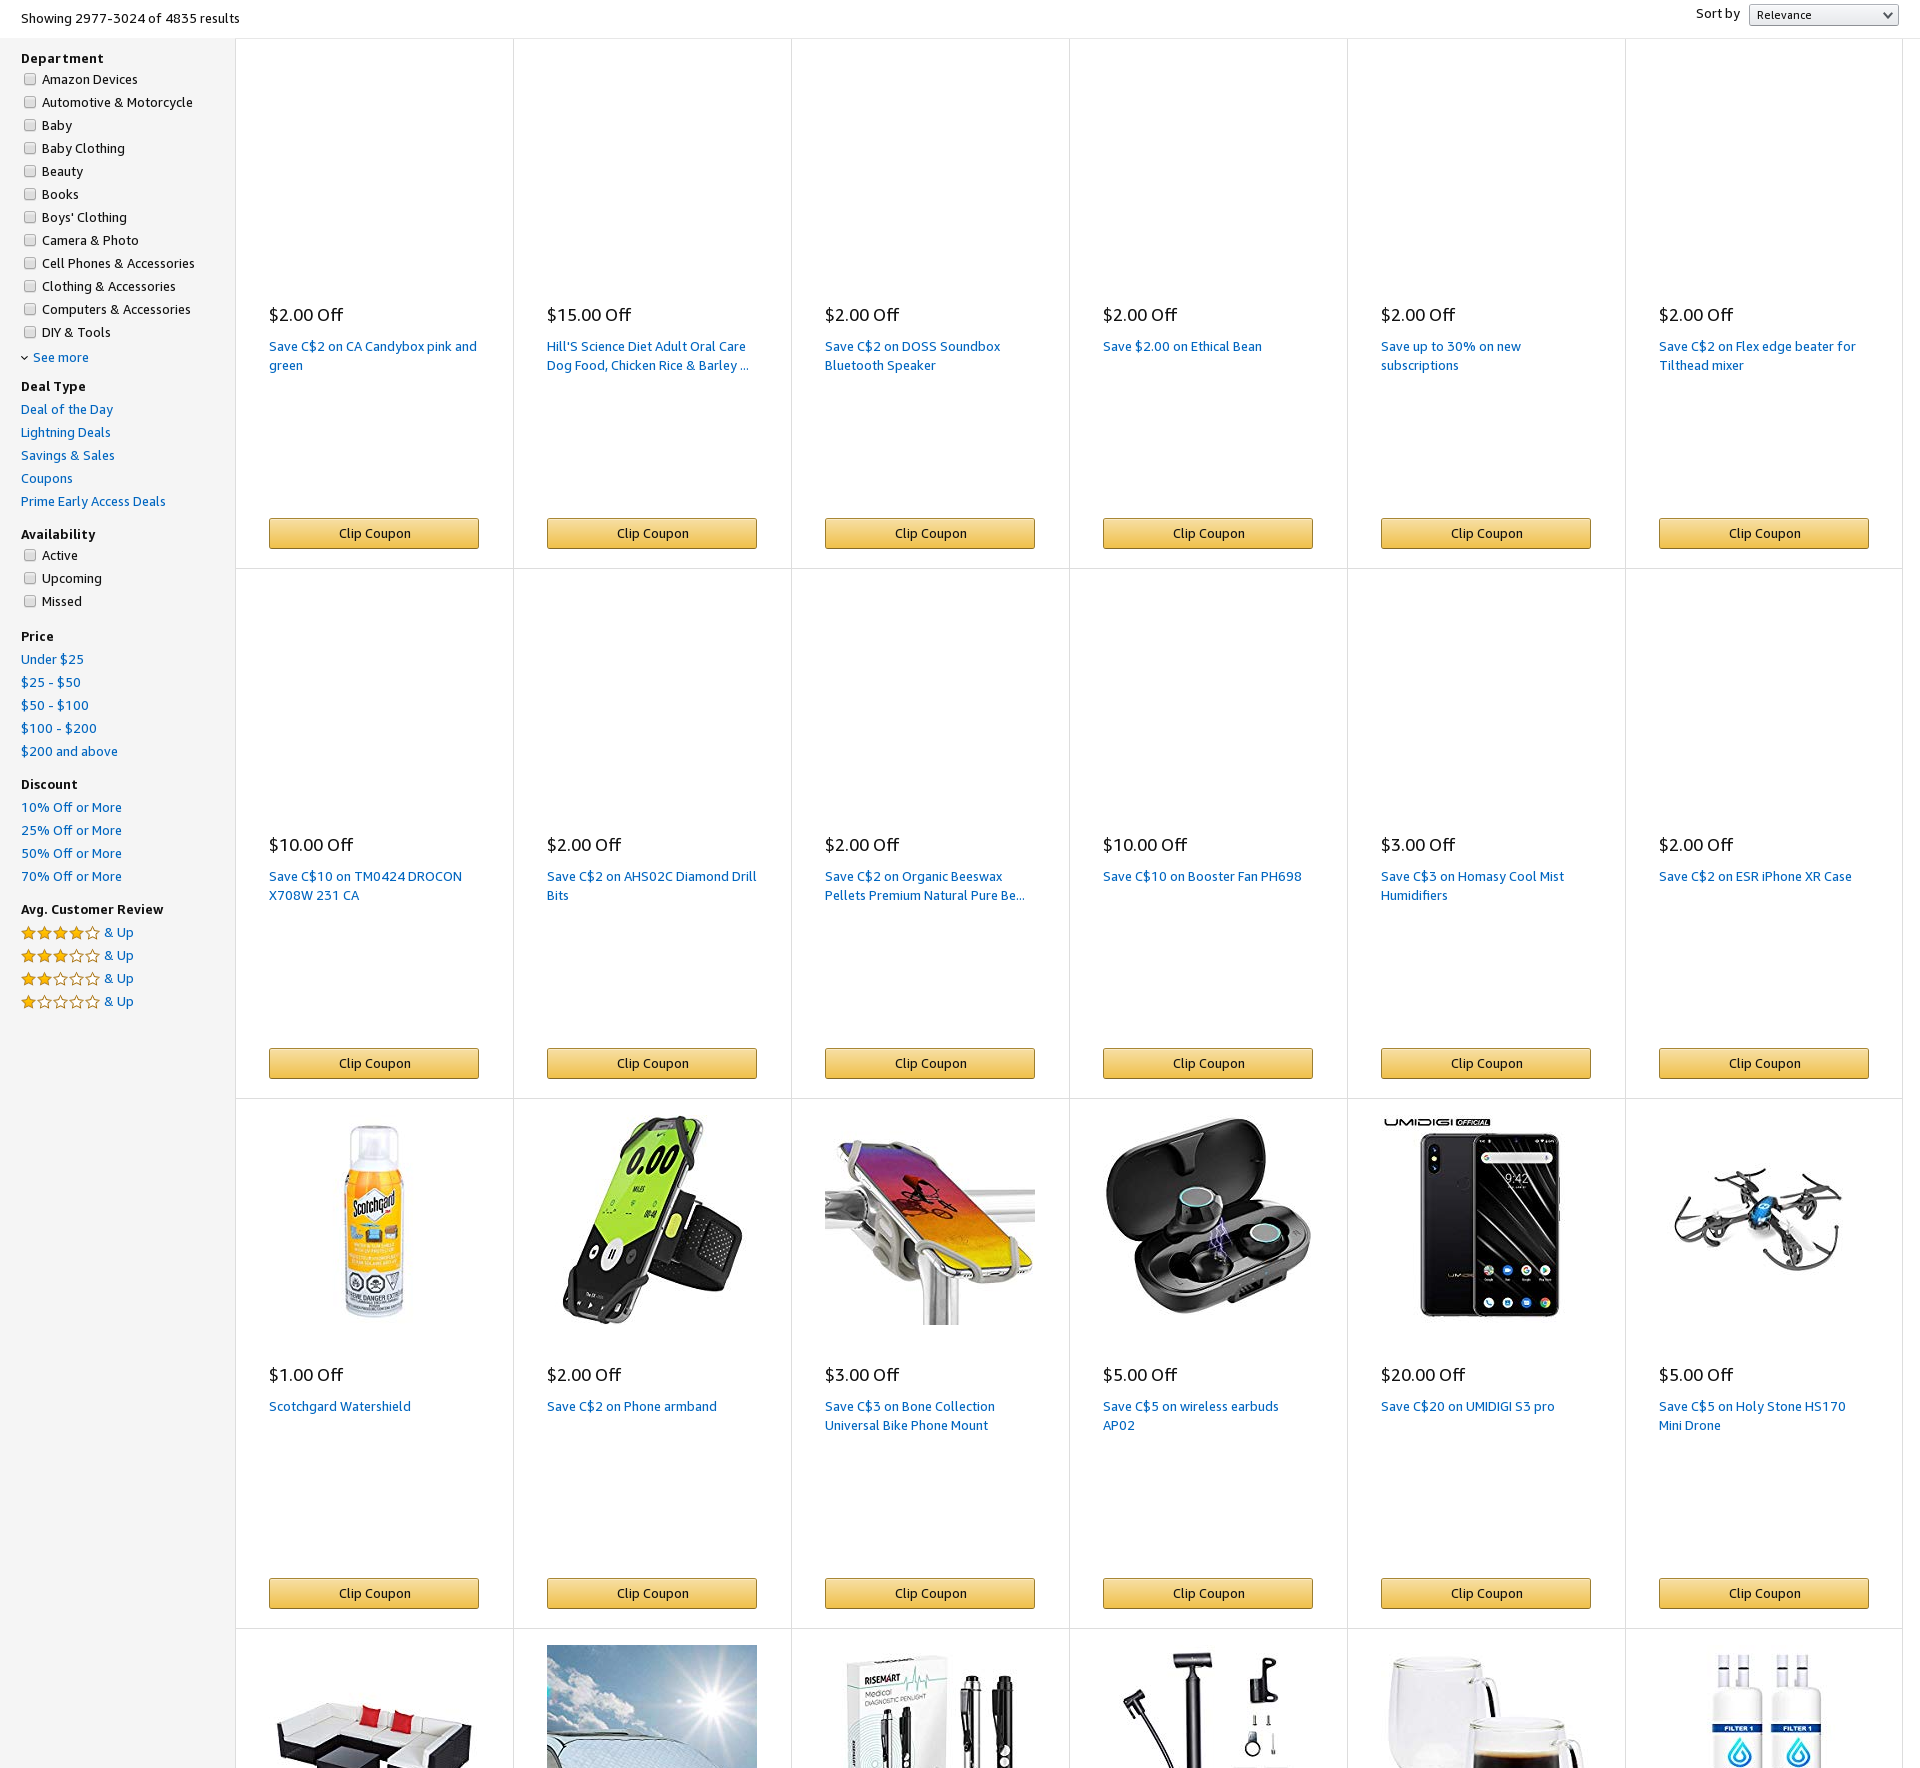 Showing 2977-3024 of 4835 results
Sort by
Relevance
Department
Amazon Devices
Automotive & Motorcycle
Baby
Baby Clothing
Beauty
Books
Boys' Clothing
Camera & Photo
Cell Phones & Accessories
Clothing & Accessories
Computers & Accessories
DIY & Tools
See more
Deal Type
Deal of the Day
Lightning Deals
Savings & Sales
Coupons
Prime Early Access Deals
Availability
Active
Upcoming
Missed
Price
Under $25
$25 - $50
$50 - $100
$100 - $200
$200 and above
Discount
10% Off or More
25% Off or More
50% Off or More
70% Off or More
Avg. Customer Review
& Up
& Up
& Up
& Up
$2.00 Off
Save C$2 on CA Candybox pink and
green
Clip Coupon
$15.00 Off
Hill'S Science Diet Adult Oral Care
Dog Food, Chicken Rice & Barley ...
Clip Coupon
$2.00 Off
Save C$2 on DOSS Soundbox
Bluetooth Speaker
Clip Coupon
$2.00 Off
Save $2.00 on Ethical Bean
Clip Coupon
$2.00 Off
Save up to 30% on new
subscriptions
Clip Coupon
$2.00 Off
Save C$2 on Flex edge beater for
Tilthead mixer
Clip Coupon
$10.00 Off
Save C$10 on TM0424 DROCON
X708W 231 CA
Clip Coupon
$2.00 Off
Save C$2 on AHS02C Diamond Drill
Bits
Clip Coupon
$2.00 Off
Save C$2 on Organic Beeswax
Pellets Premium Natural Pure Be...
Clip Coupon
$10.00 Off
Save C$10 on Booster Fan PH698
Clip Coupon
$3.00 Off
Save C$3 on Homasy Cool Mist
Humidifiers
Clip Coupon
$2.00 Off
Save C$2 on ESR iPhone XR Case
Clip Coupon
Scotchgard
$1.00 Off
Scotchgard Watershield
Clip Coupon
0.00
MILES
$2.00 Off
Save C$2 on Phone armband
Clip Coupon
$3.00 Off
Save C$3 on Bone Collection
Universal Bike Phone Mount
Clip Coupon
$5.00 Off
Save C$5 on wireless earbuds
AP02
Clip Coupon
UMIDIGI OFFICIAL
9:42
$20.00 Off
Save C$20 on UMIDIGI S3 pro
Clip Coupon
$5.00 Off
Save C$5 on Holy Stone HS170
Mini Drone
Clip Coupon
RISEMART
Medical
DIAGNOSTIC PENLIGHT
FILTER 1
FILTER 1